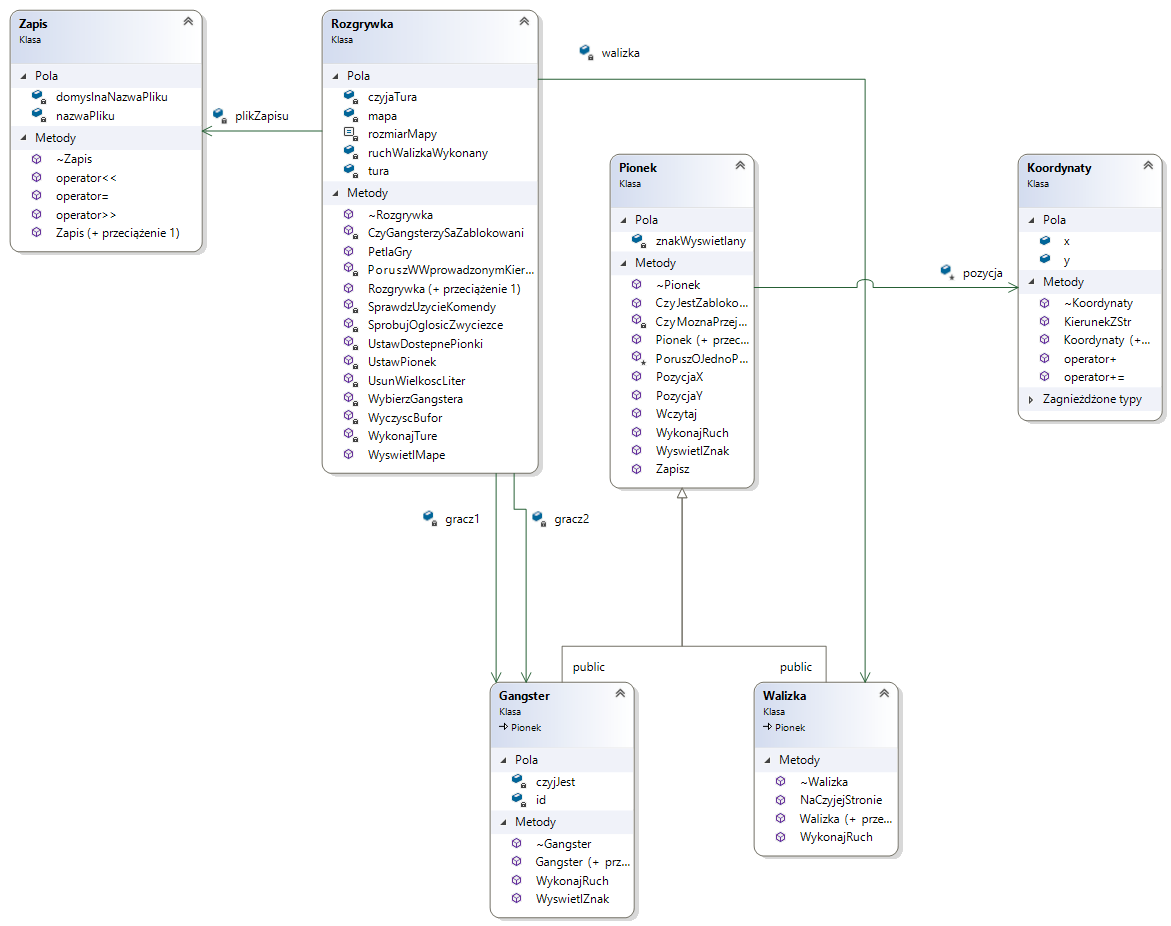 Zapis
Klasa
Pola
domyslnaNazwaPliku
nazwaPliku
Metody
~Zapis
operator<<
operator=
operator>>
Zapis (+ przeciążenie 1)
plikZapisu
Rozgrywka
Klasa
Pola
czyjaTura
mapa
rozmiarMapy
ruchWalizkaWykonany
tura
Metody
~Rozgrywka
CzyGangsterzySaZablokowani
PetlaGry
PoruszWWprowadzonymKier...
Rozgrywka (+ przeciążenie 1)
SprawdzUzycieKomendy
SprobujOglosicZwyciezce
UstawDostepnePionki
UstawPionek
UsunWielkoscLiter
WybierzGangstera
WyczyscBufor
WykonajTure
WyswietlMape
walizka
Pionek
Klasa
Pola
znakWyswietlany
Metody
~Pionek
CzyJestZabloko...
CzyMoznaPrzej...
Pionek (+ przec...
PoruszOJednoP...
PozycjaX
PozycjaY
Wczytaj
WykonajRuch
WyswietlZnak
Zapisz
pozycja
Koordynaty
Klasa
Pola
x
y
Metody
~Koordynaty
KierunekZStr
Koordynaty (+...
operator+
operator+=
Zagnieżdżone typy
gracz1
gracz2
public
public
Gangster
Klasa
Pionek
Pola
czyjJest
id
Metody
~Gangster
Gangster (+ prz...
WykonajRuch
WyswietlZnak
Walizka
Klasa
Pionek
Metody
~Walizka
NaCzyjejStronie
Walizka (+ prze...
WykonajRuch